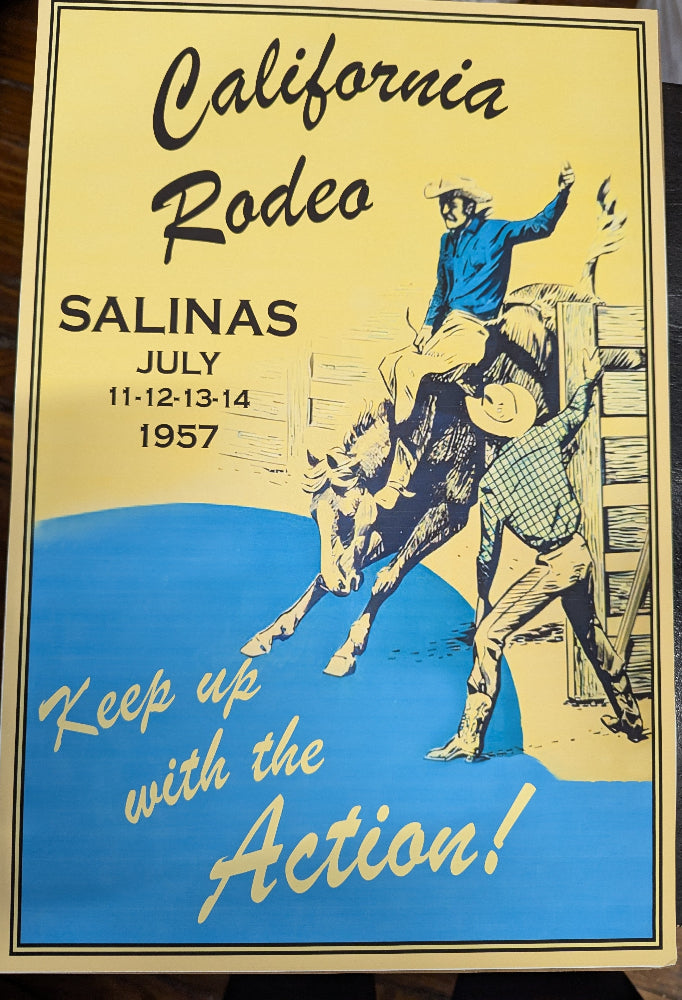 California
Rodeo
SALINAS
JULY
11-12-13-14
1957
Keep up
with the
Action!